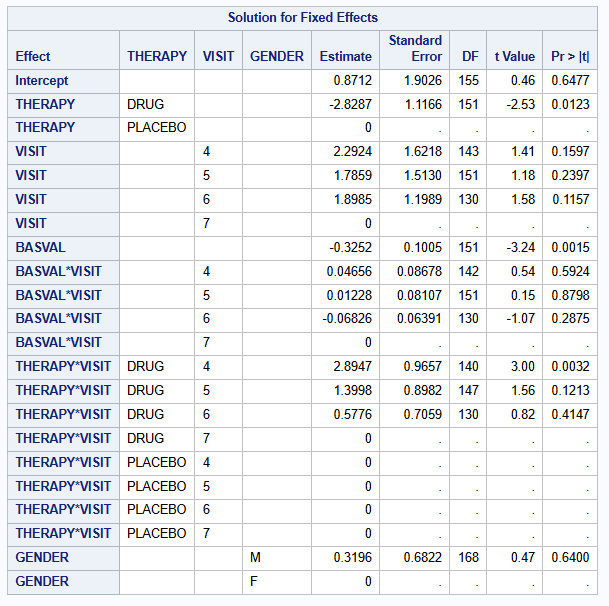 Solution for Fixed Effects
Effect THERAPY VISIT GENDER Estimate Standard Error DF t Value Pr > |t|
Intercept 0.8712 1.9026 155 0.46 0.6477
THERAPY DRUG -2.8287 1.1166 151 -2.53 0.0123
THERAPY PLACEBO 0 . . . .
VISIT 4 2.2924 1.6218 143 1.41 0.1597
VISIT 5 1.7859 1.5130 151 1.18 0.2397
VISIT 6 1.8985 1.1989 130 1.58 0.1157
VISIT 7 0 . . . .
BASVAL -0.3252 0.1005 151 -3.24 0.0015
BASVAL*VISIT 4 0.04656 0.08678 142 0.54 0.5924
BASVAL*VISIT 5 0.01228 0.08107 151 0.15 0.8798
BASVAL*VISIT 6 -0.06826 0.06391 130 -1.07 0.2875
BASVAL*VISIT 7 0 . . . .
THERAPY*VISIT DRUG 4 2.8947 0.9657 140 3.00 0.0032
THERAPY*VISIT DRUG 5 1.3998 0.8982 147 1.56 0.1213
THERAPY*VISIT DRUG 6 0.5776 0.7059 130 0.82 0.4147
THERAPY*VISIT DRUG 7 0 . . . .
THERAPY*VISIT PLACEBO 4 0 . . . .
THERAPY*VISIT PLACEBO 5 0 . . . .
THERAPY*VISIT PLACEBO 6 0 . . . .
THERAPY*VISIT PLACEBO 7 0 . . . .
GENDER M 0.3196 0.6822 168 0.47 0.6400
GENDER F 0 . . . .